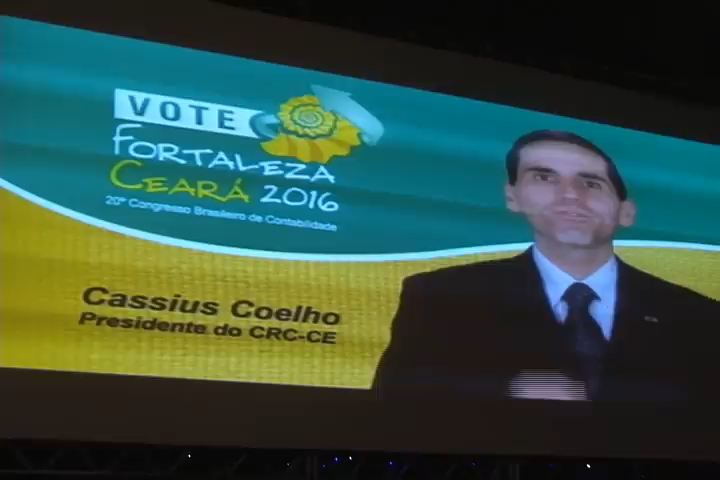 VOTE
FORTALEZA
CEARÁ 2016
20º Congresso Brasileiro de Contabilidade
Cassius Coelho
Presidente do CRC-CE